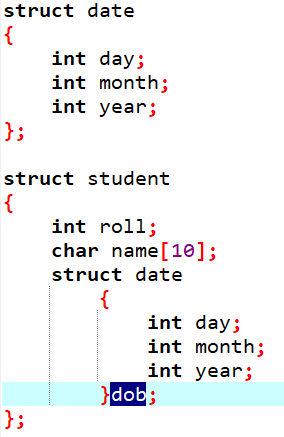 struct date
{
    int day;
    int month;
    int year;
};

struct student
{
    int roll;
    char name[10];
    struct date
        {
            int day;
            int month;
            int year;
        }dob;
};